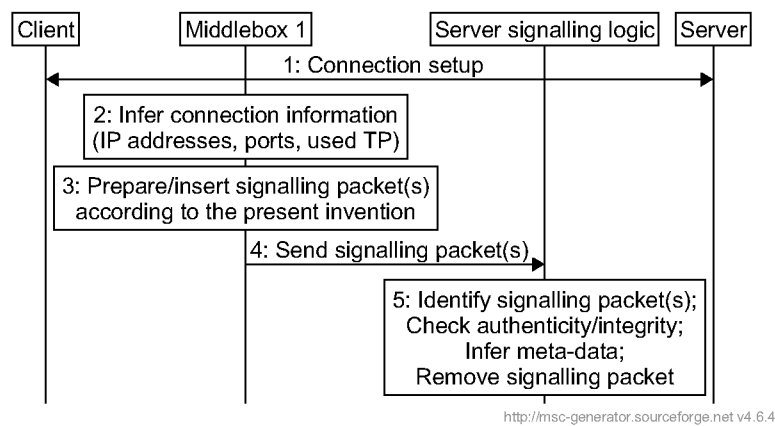 Client
Middlebox 1
Server signalling logic
Server
1: Connection setup
2: Infer connection information
(IP addresses, ports, used TP)
3: Prepare/insert signalling packet(s)
according to the present invention
4: Send signalling packet(s)
5: Identify signalling packet(s);
Check authenticity/integrity;
Infer meta-data;
Remove signalling packet
http://msc-generator.sourceforge.net v4.6.4